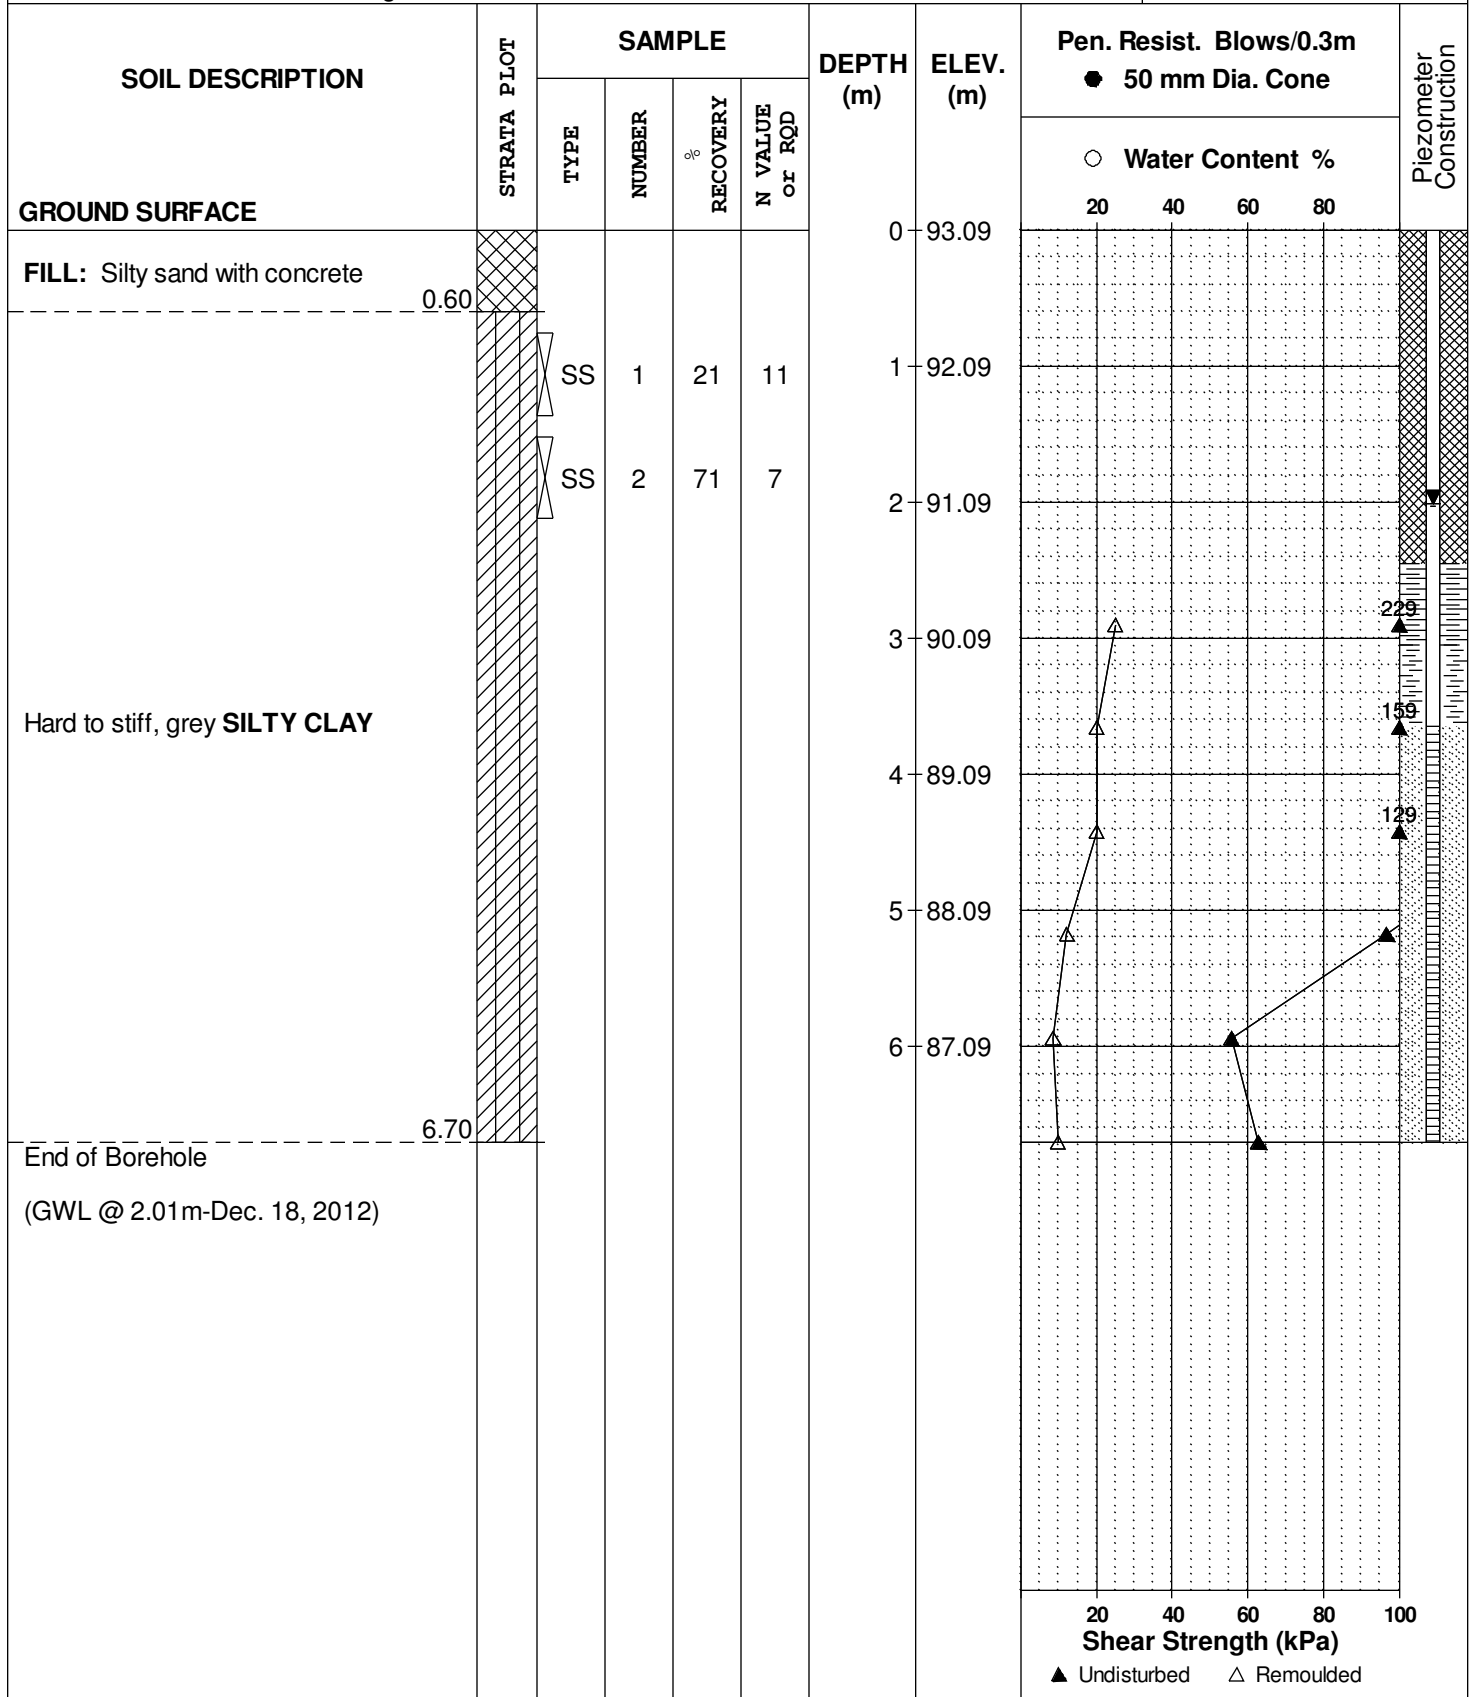 SOIL DESCRIPTION
GROUND SURFACE
STRATA PLOT
SAMPLE
TYPE
NUMBER
%
RECOVERY
N VALUE
or RQD
DEPTH
(m)
ELEV.
(m)
Pen. Resist. Blows/0.3m
● 50 mm Dia. Cone
○ Water Content %
20 40 60 80
Piezometer
Construction
FILL: Silty sand with concrete
0.60
Hard to stiff, grey SILTY CLAY
6.70
End of Borehole
(GWL @ 2.01m-Dec. 18, 2012)
SS 1 21 11
SS 2 71 7
0 93.09
1 92.09
2 91.09
3 90.09
4 89.09
5 88.09
6 87.09
229
159
129
20 40 60 80 100
Shear Strength (kPa)
▲ Undisturbed △ Remoulded